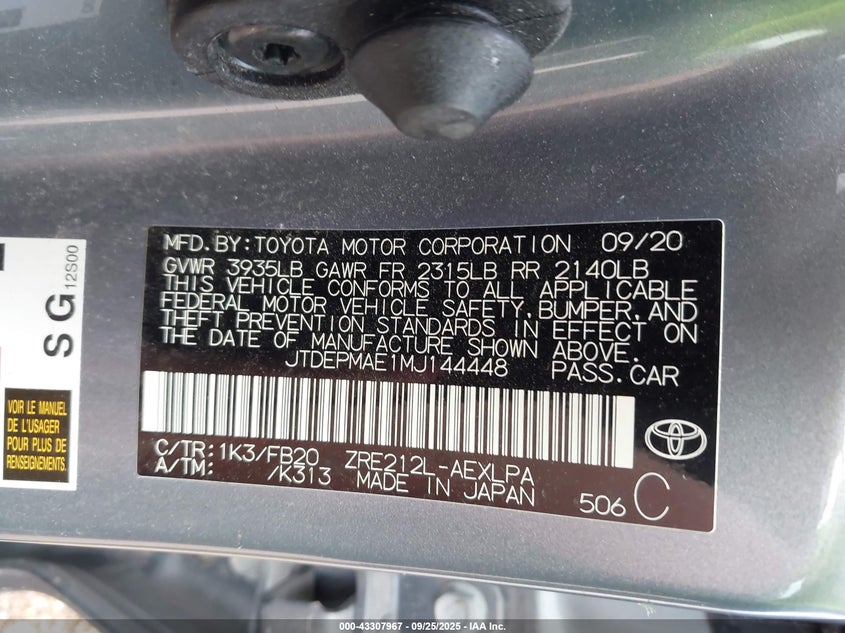 MFD. BY: TOYOTA MOTOR CORPORATION 09/20
GVWR 3935LB GAWR FR 2315LB RR 2140LB
THIS VEHICLE CONFORMS TO ALL APPLICABLE
FEDERAL MOTOR VEHICLE SAFETY, BUMPER, AND
THEFT PREVENTION STANDARDS IN EFFECT ON
THE DATE OF MANUFACTURE SHOWN ABOVE.
JTDEPMAE1MJ144448 PASS. CAR
C/TR: 1K3/FB20 ZRE212L-AEXLPA
A/TM: /K313 MADE IN JAPAN
506 C
SG
12S00
VOIR LE MANUEL
DE L'USAGER
POUR PLUS DE
RENSEIGNEMENTS.
000-43307967 - 09/25/2025 - IAA, Inc.